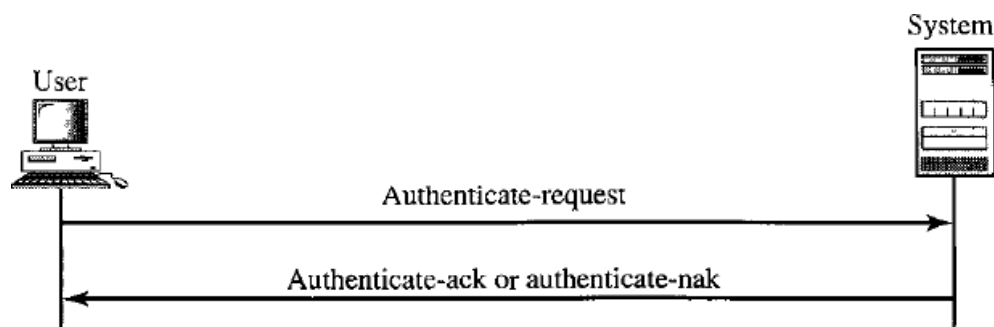 System
User
Authenticate-request
Authenticate-ack or authenticate-nak